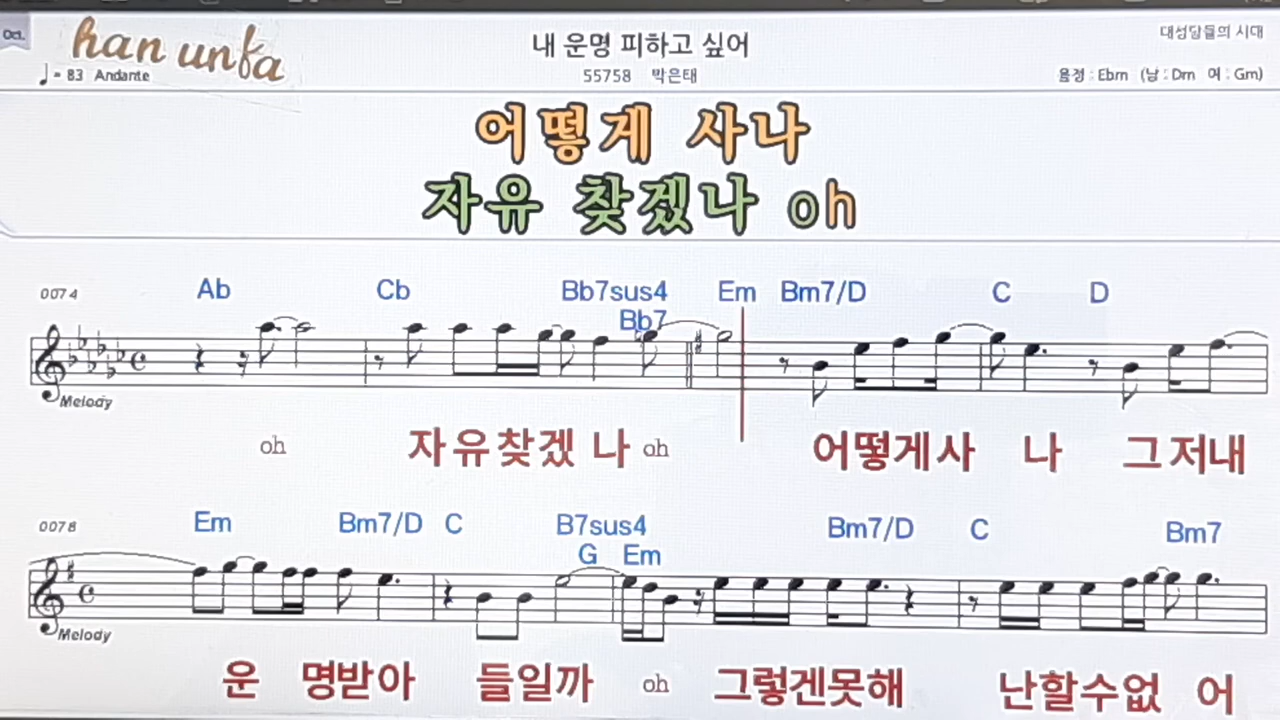 Oct.
han unka
내 운명 피하고 싶어
대성당들의 시대
♩= 83 Andante
55758 박은태
음정 : Ebm (남 : Dm 여 : Gm)
어떻게 사나
자유 찾겠나 oh
0074 Ab Cb Bb7sus4 Em Bm7/D C D
Bb7
Melody
oh 자유찾겠 나 oh 어떻게사 나 그저내
0078 Em Bm7/D C B7sus4 Bm7/D C Bm7
G Em
Melody
운 명받아 들일까 oh 그렇겐못해 난할수없 어